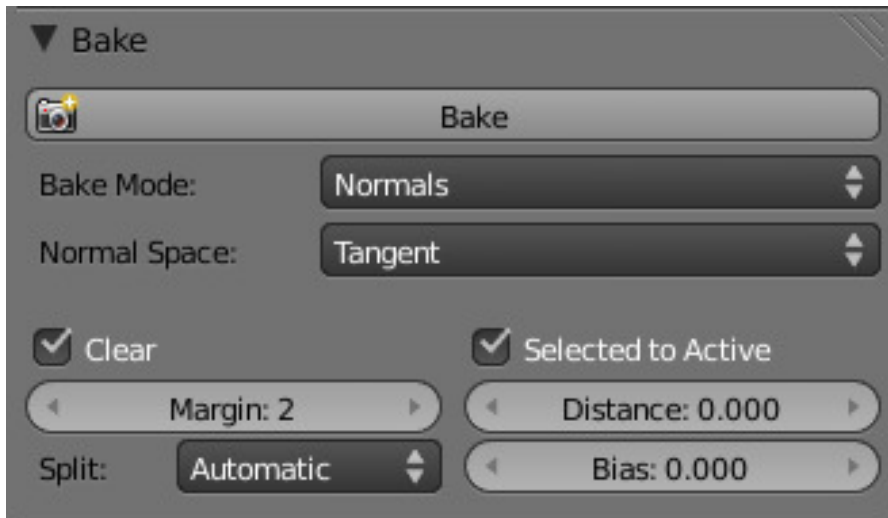 Bake
Bake
Bake Mode: Normals
Normal Space: Tangent
Clear Selected to Active
Margin: 2 Distance: 0.000
Split: Automatic Bias: 0.000